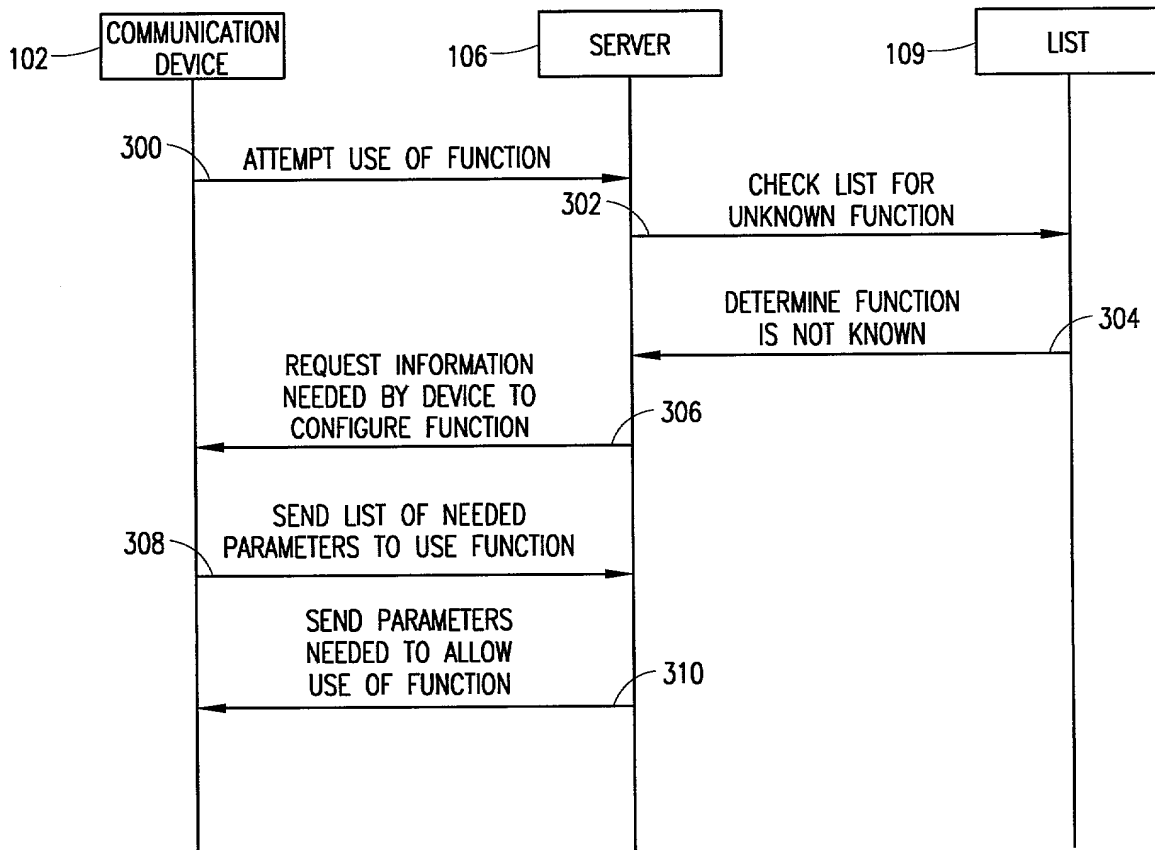 COMMUNICATION
DEVICE
102
SERVER
106
LIST
109
300
ATTEMPT USE OF FUNCTION
302
CHECK LIST FOR
UNKNOWN FUNCTION
DETERMINE FUNCTION
IS NOT KNOWN
304
REQUEST INFORMATION
NEEDED BY DEVICE TO
CONFIGURE FUNCTION
306
SEND LIST OF NEEDED
PARAMETERS TO USE FUNCTION
308
SEND PARAMETERS
NEEDED TO ALLOW
USE OF FUNCTION
310